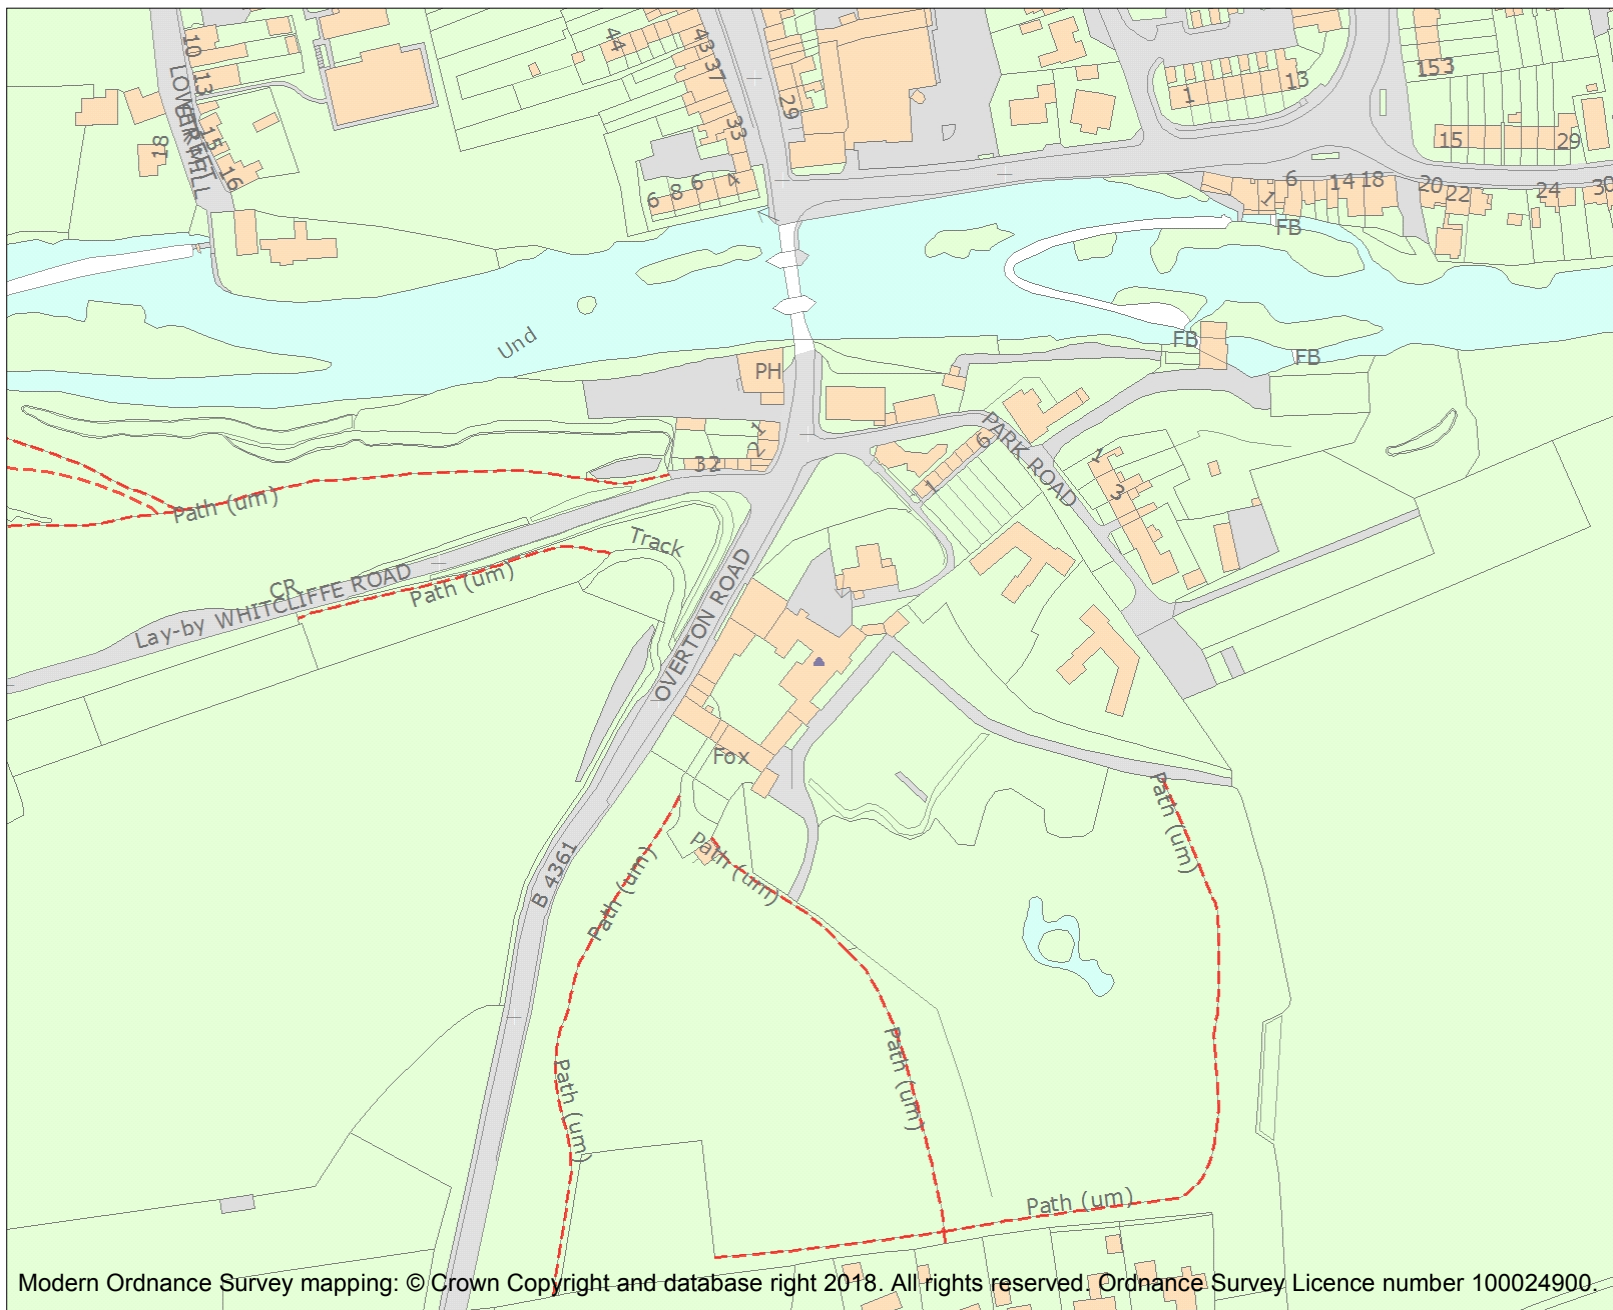 44
43
37
33
29
10
13
15
16
18
LOWER MILL
STREET
6
8
6
4
1
13
153
15
29
1
6
14
18
20
22
24
30
FB
FB
FB
Und
PH
1
2
32
PARK ROAD
6
1
1
3
Path (um)
Track
CR
Path (um)
Lay-by
WHITCLIFFE ROAD
OVERTON ROAD
Fox
B 4361
Path (um)
Path (um)
Path (um)
Path (um)
Path (um)
Path (um)
Modern Ordnance Survey mapping: © Crown Copyright and database right 2018. All rights reserved. Ordnance Survey Licence number 100024900.